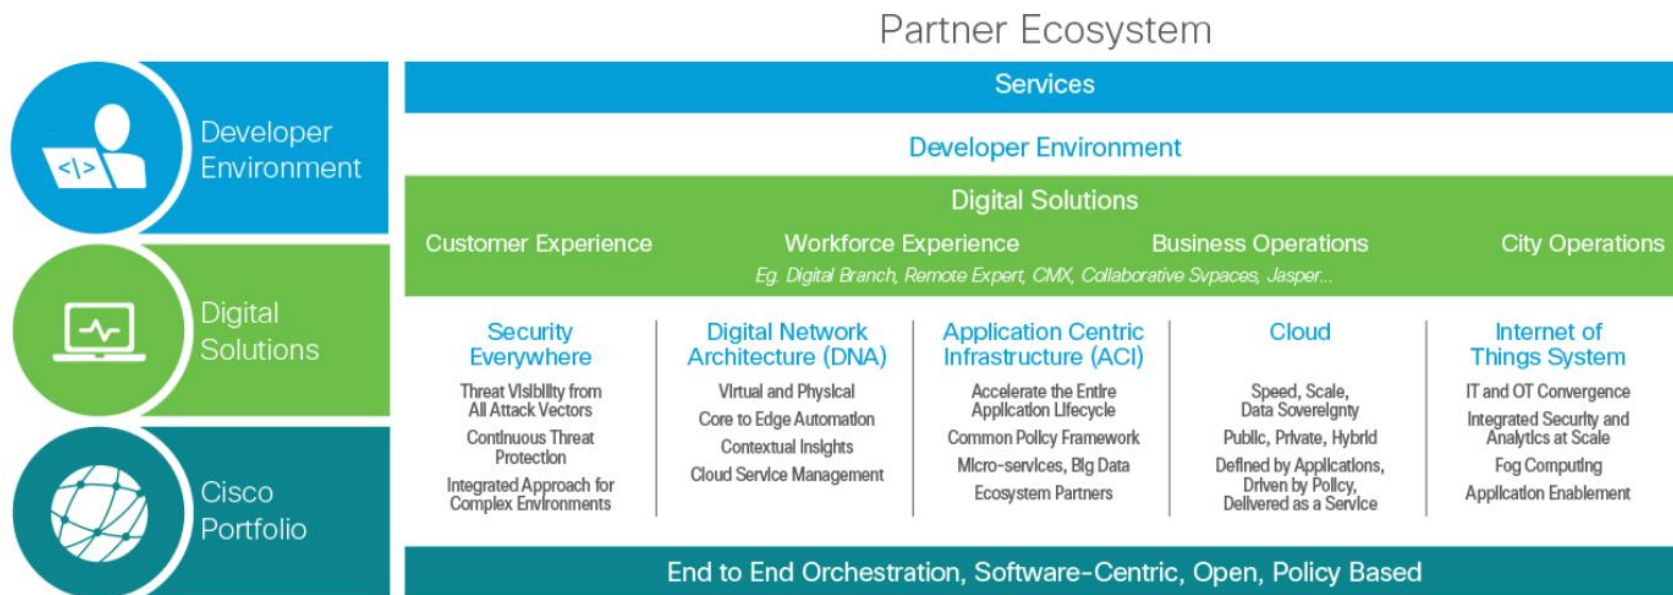 Partner Ecosystem
Developer
Environment
Digital
Solutions
Cisco
Portfolio
Services
Developer Environment
Digital Solutions
Customer Experience
Workforce Experience
Business Operations
City Operations
Eg. Digital Branch, Remote Expert, CMX, Collaborative Svpaces, Jasper...
Security
Everywhere
Threat Visibility from
All Attack Vectors
Continuous Threat
Protection
Integrated Approach for
Complex Environments
Digital Network
Architecture (DNA)
Virtual and Physical
Core to Edge Automation
Contextual Insights
Cloud Service Management
Application Centric
Infrastructure (ACI)
Accelerate the Entire
Application Lifecycle
Common Policy Framework
Micro-services, Big Data
Ecosystem Partners
Cloud
Speed, Scale,
Data Sovereignty
Public, Private, Hybrid
Defined by Applications,
Driven by Policy,
Delivered as a Service
Internet of
Things System
IT and OT Convergence
Integrated Security and
Analytics at Scale
Fog Computing
Application Enablement
End to End Orchestration, Software-Centric, Open, Policy Based